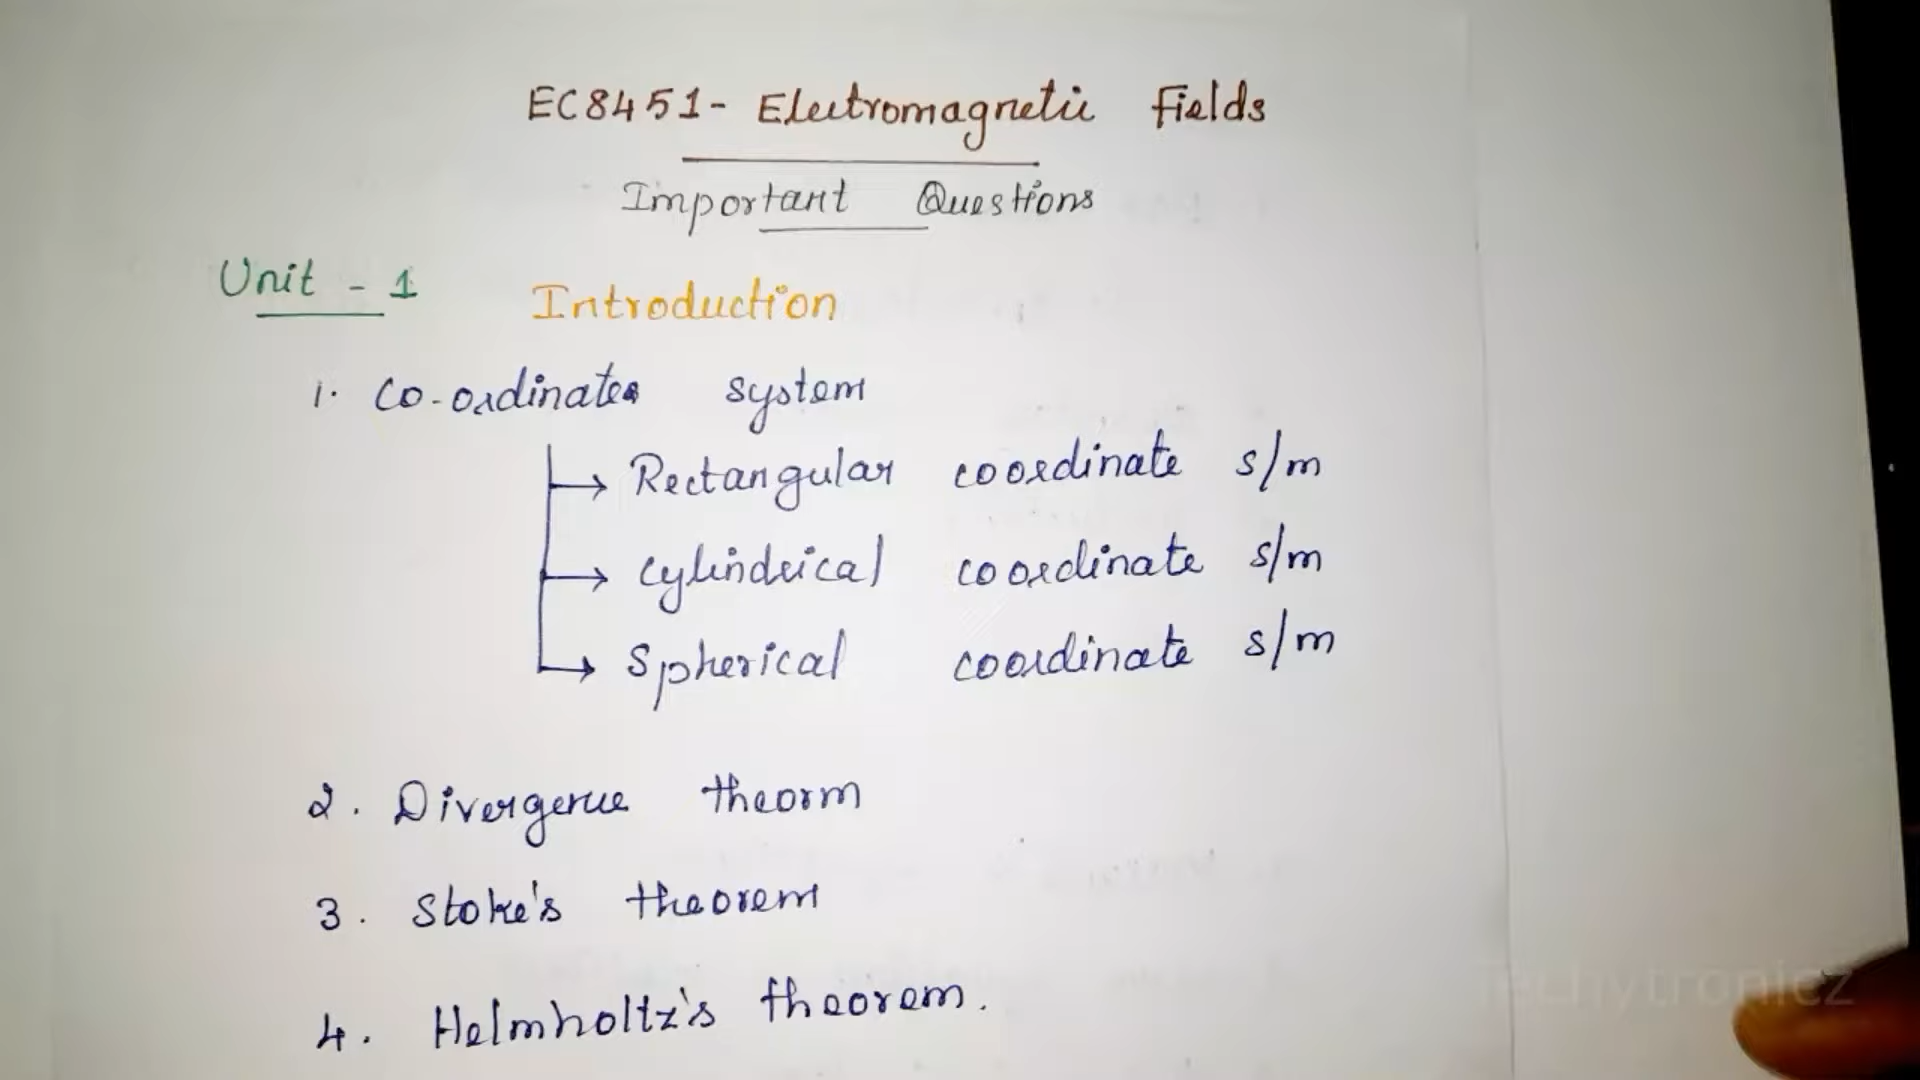 EC8451- Electromagnetic Fields
Important Questions
Unit - 1 Introduction
1. Co-ordinates system
Rectangular coordinate s/m
Cylindrical coordinate s/m
Spherical coordinate s/m
2. Divergence theorm
3. Stoke's theorem
4. Helmholtz's theorem.